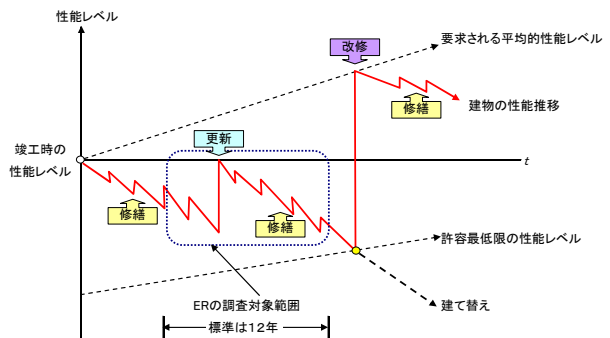 性能レベル
改修
要求される平均的性能レベル
修繕
建物の性能推移
竣工時の
性能レベル
更新
t
修繕
修繕
許容最低限の性能レベル
ERの調査対象範囲
建て替え
標準は12年